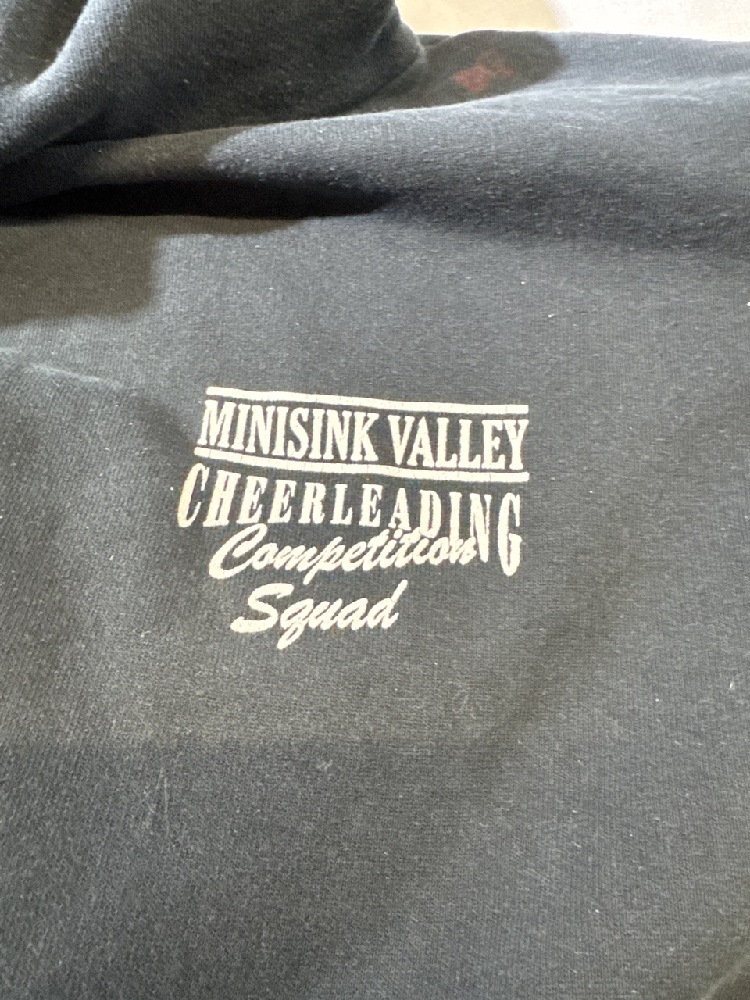 MINISINK VALLEY
CHEERLEADING
Competition
Squad